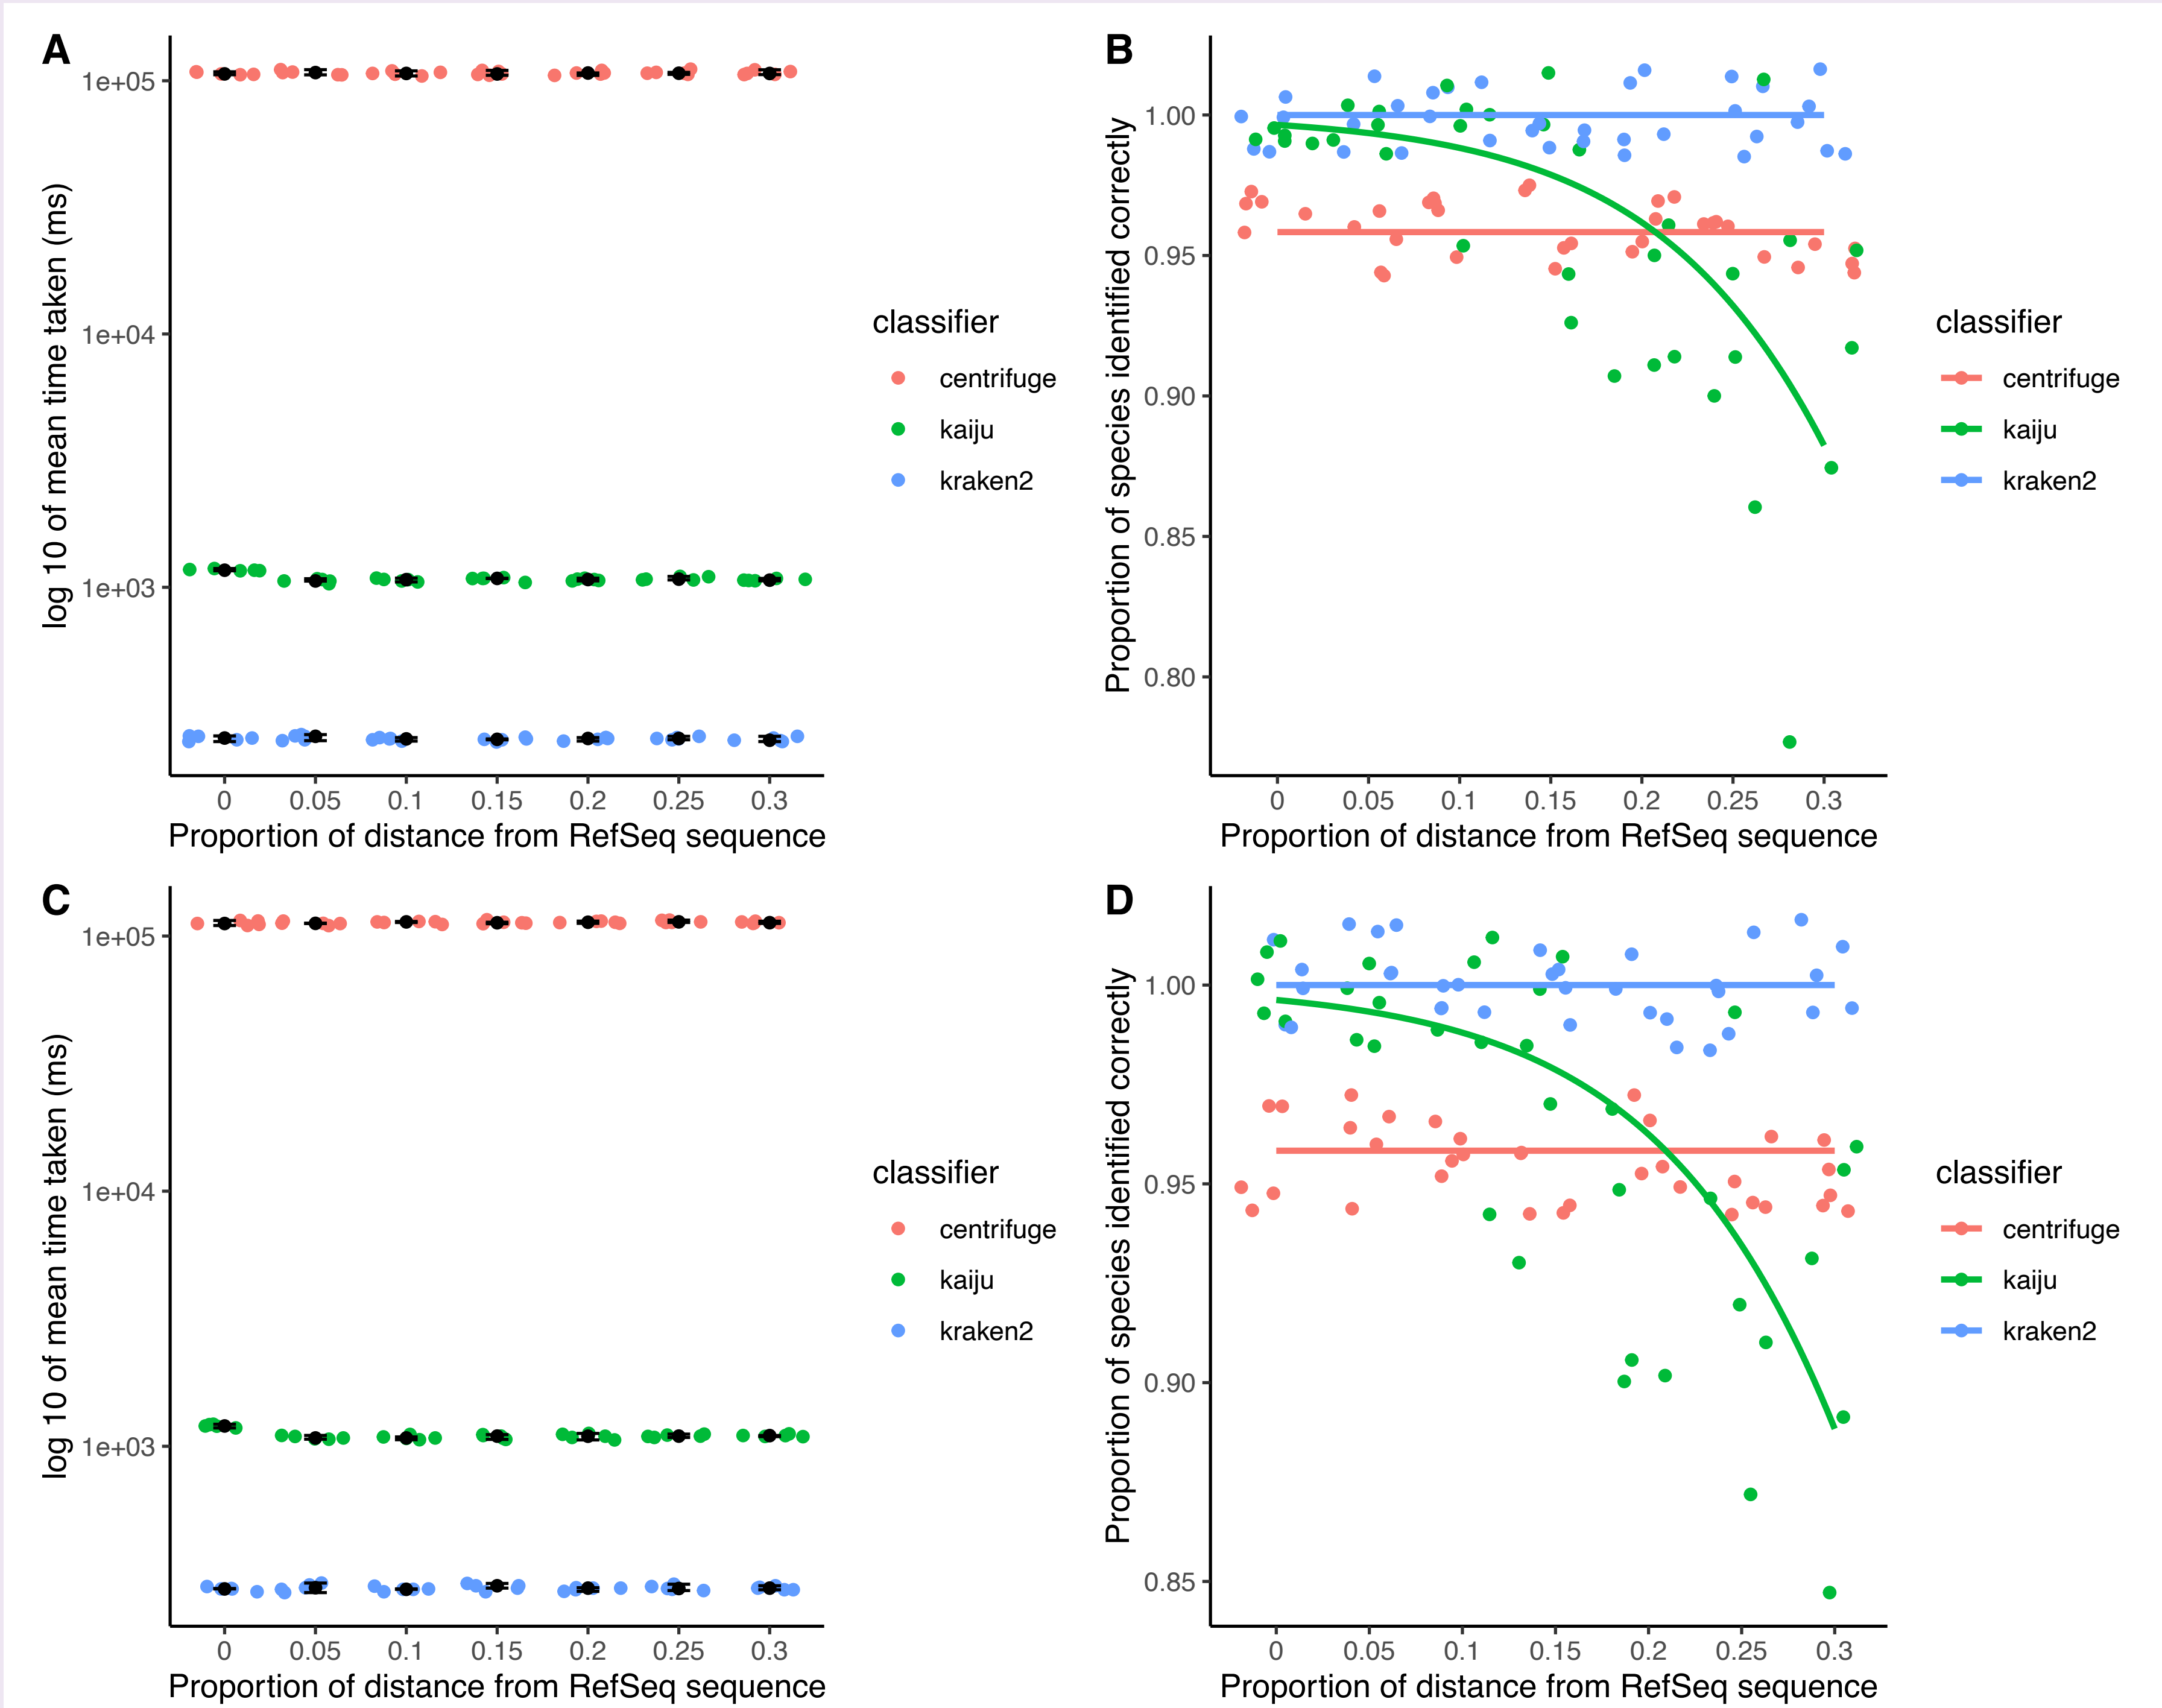 A
log 10 of mean time taken (ms)
1e+05
1e+04
1e+03
0 0.05 0.1 0.15 0.2 0.25 0.3
Proportion of distance from RefSeq sequence
classifier
centrifuge
kaiju
kraken2
B
Proportion of species identified correctly
1.00
0.95
0.90
0.85
0.80
0 0.05 0.1 0.15 0.2 0.25 0.3
Proportion of distance from RefSeq sequence
classifier
centrifuge
kaiju
kraken2
C
log 10 of mean time taken (ms)
1e+05
1e+04
1e+03
0 0.05 0.1 0.15 0.2 0.25 0.3
Proportion of distance from RefSeq sequence
classifier
centrifuge
kaiju
kraken2
D
Proportion of species identified correctly
1.00
0.95
0.90
0.85
0 0.05 0.1 0.15 0.2 0.25 0.3
Proportion of distance from RefSeq sequence
classifier
centrifuge
kaiju
kraken2